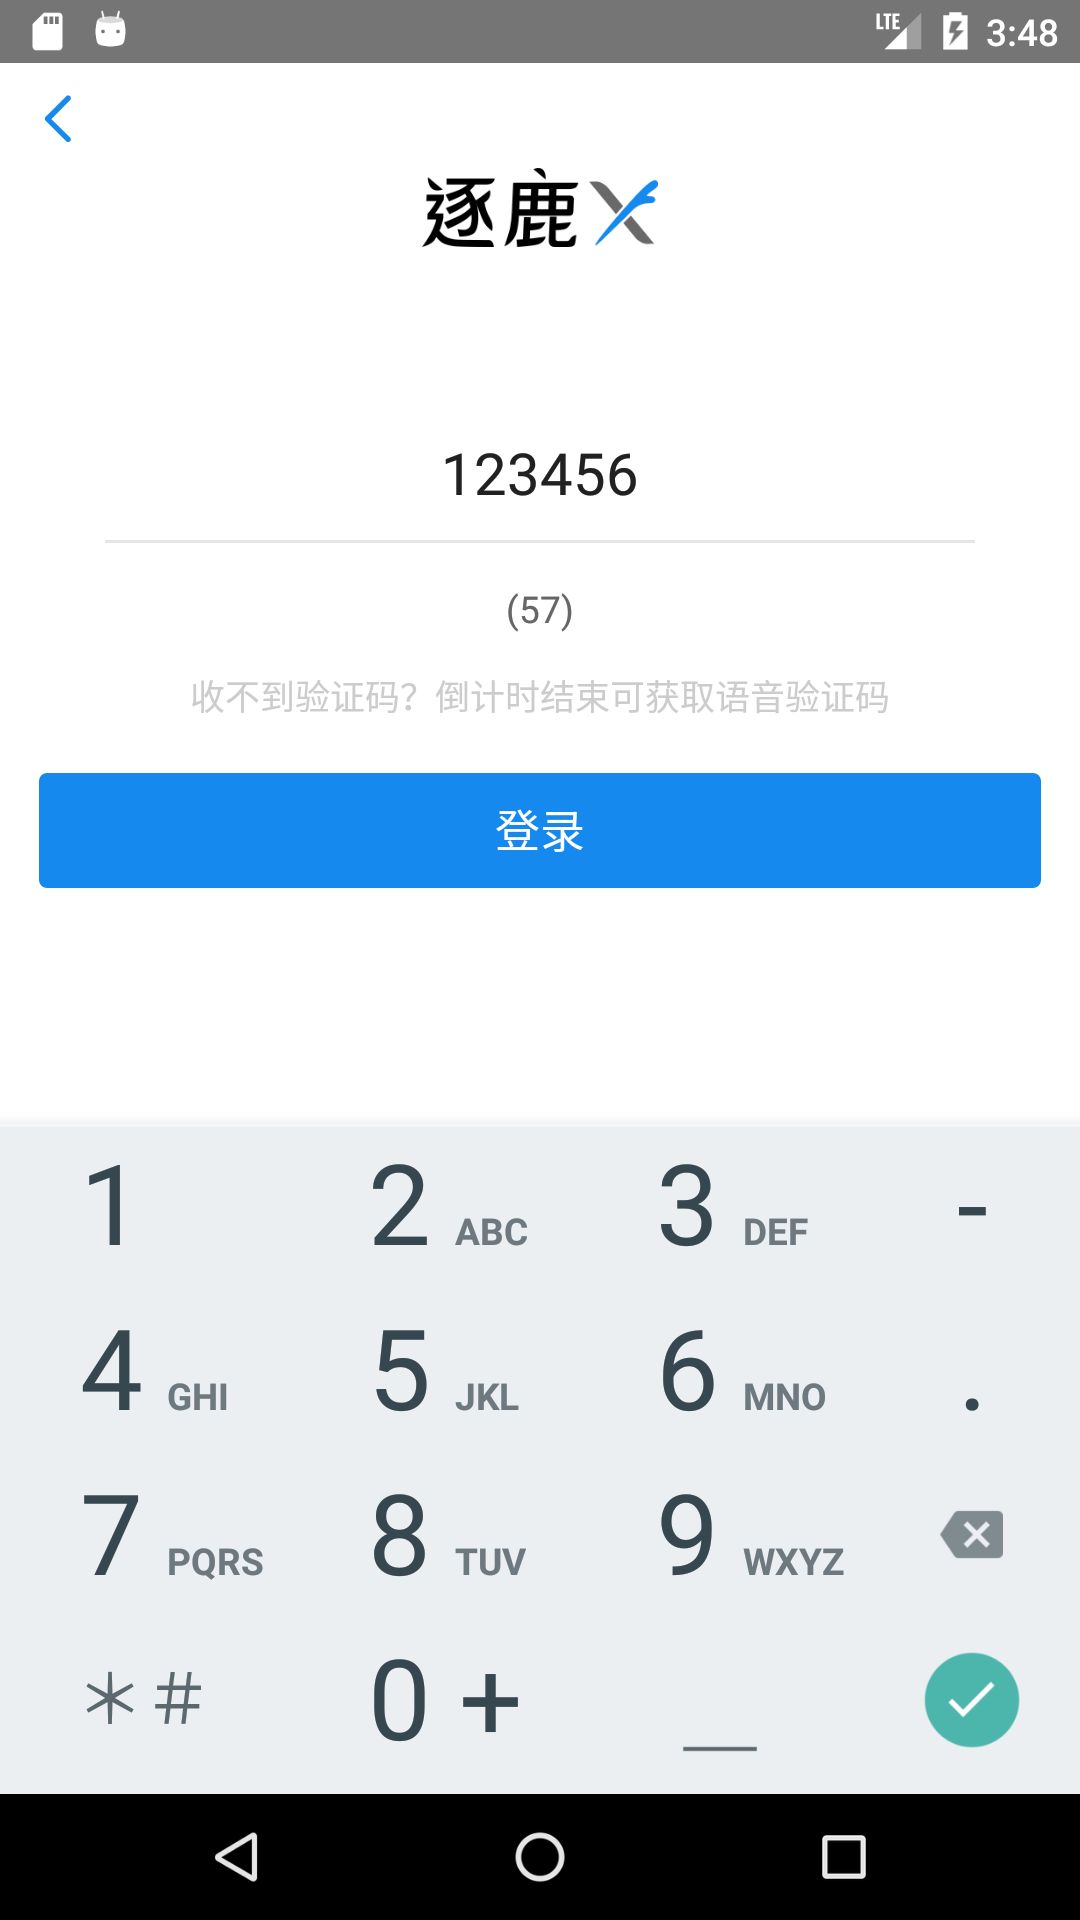 LTE 3:48
逐鹿X
123456
(57)
收不到验证码？倒计时结束可获取语音验证码
登录
1 2 ABC 3 DEF -
4 GHI 5 JKL 6 MNO .
7 PQRS 8 TUV 9 WXYZ
*# 0 + _